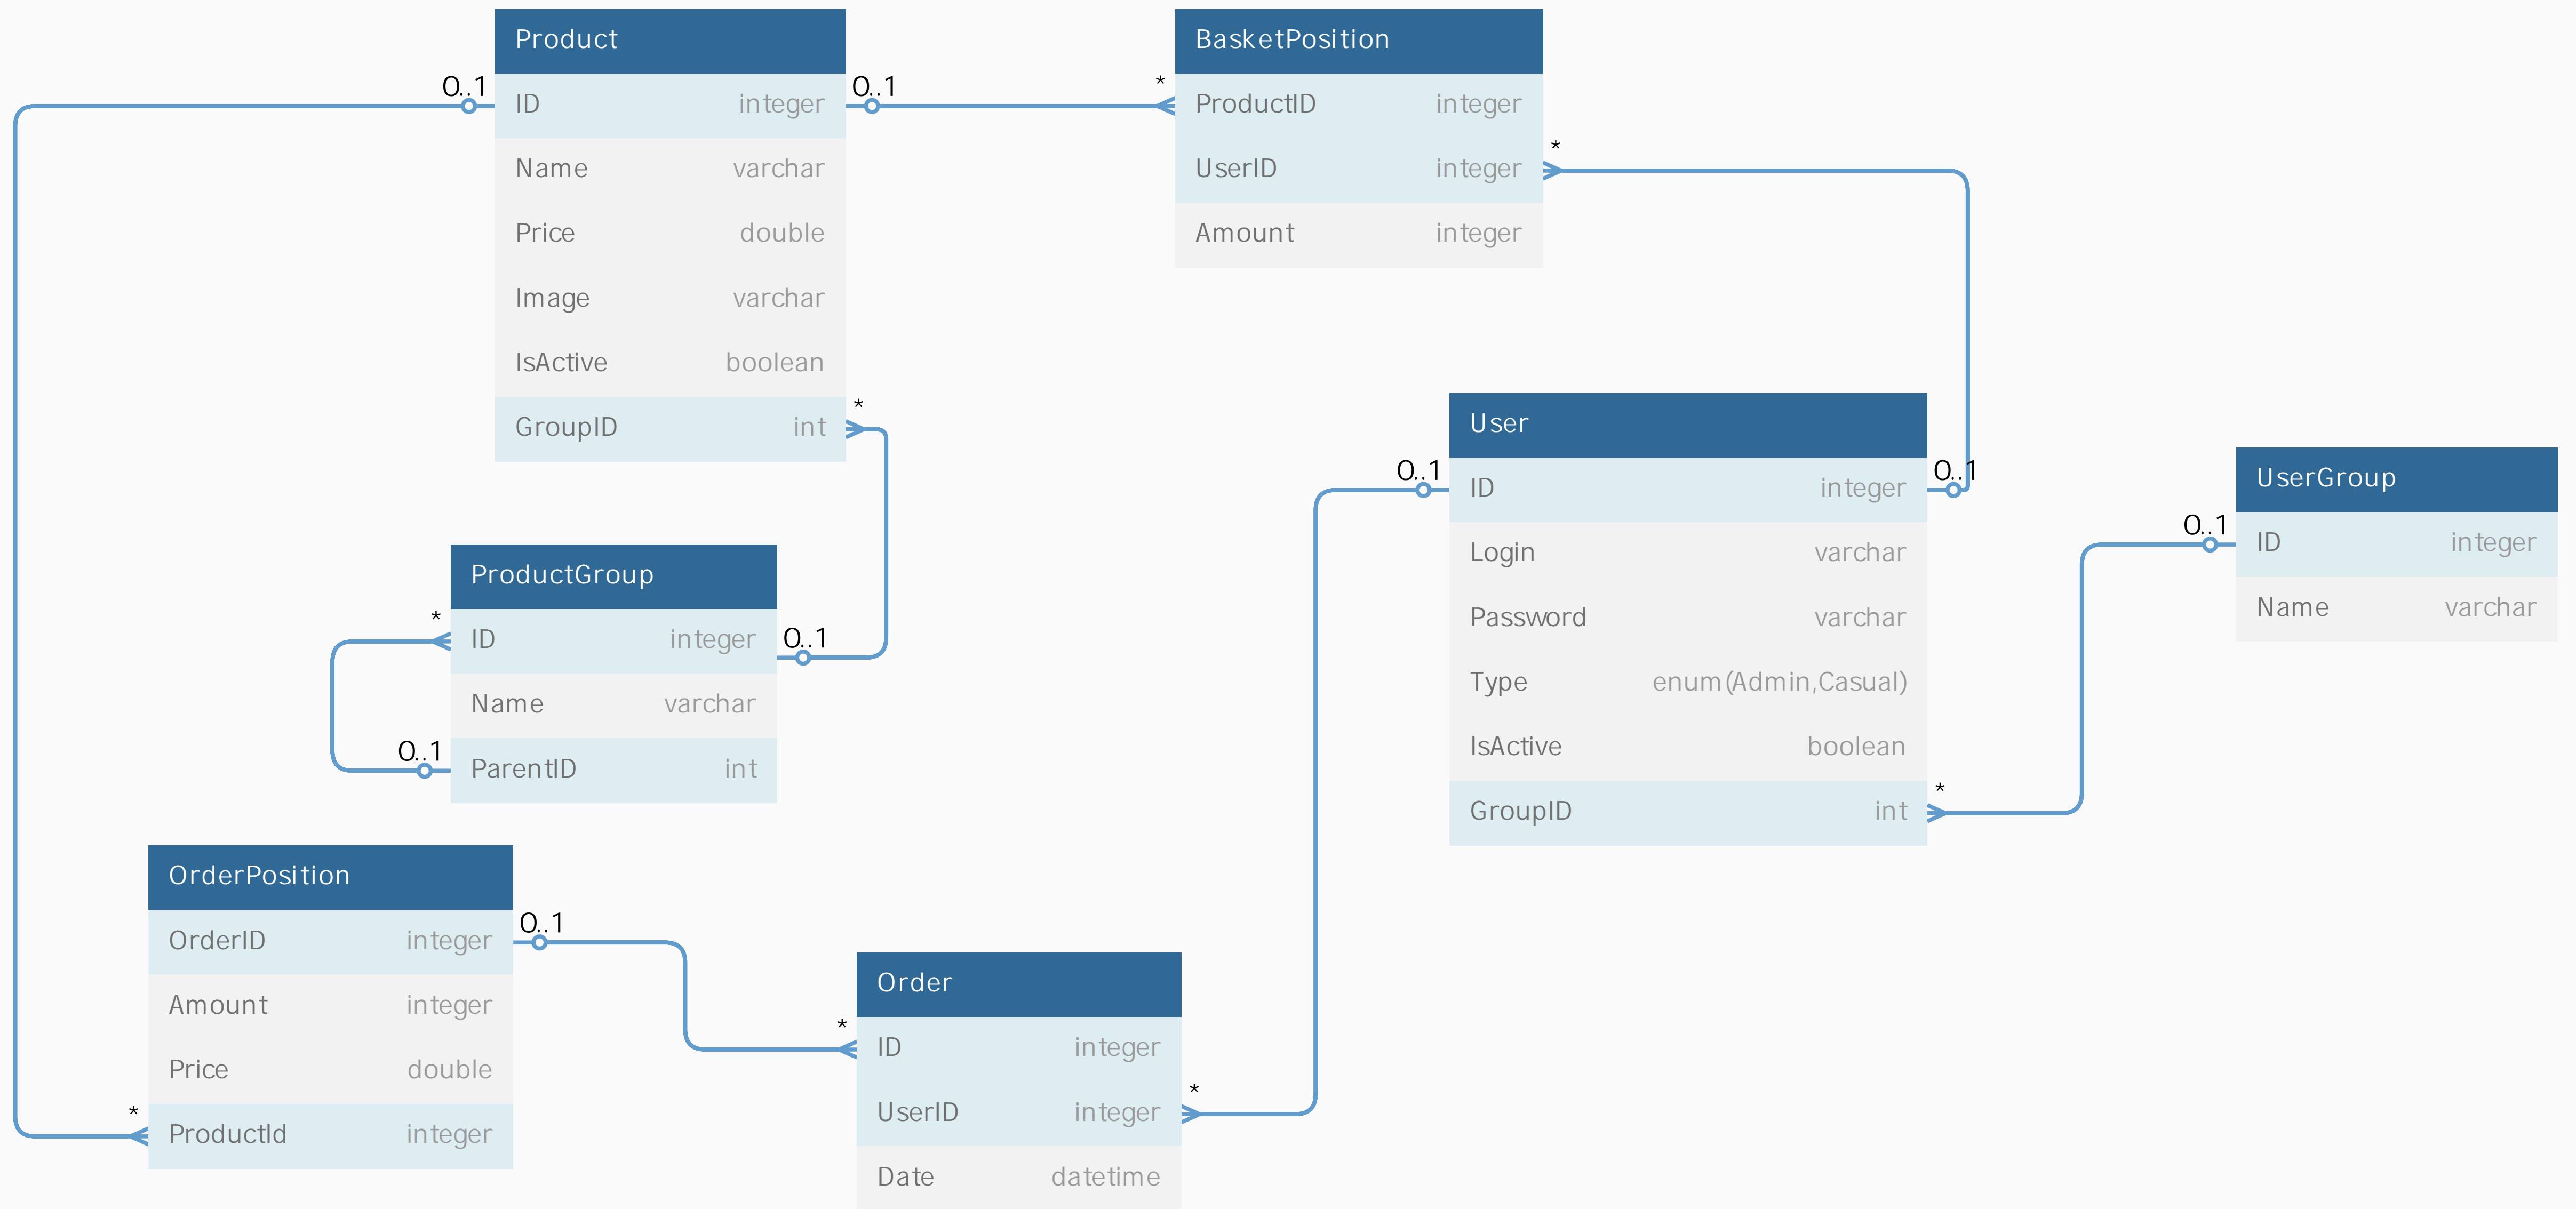 Product
0..1
ID integer
0..1
Name varchar
Price double
Image varchar
IsActive boolean
*
GroupID int
BasketPosition
*
ProductID integer
*
UserID integer
Amount integer
User
0..1
ID integer
0..1
Login varchar
Password varchar
Type enum(Admin,Casual)
IsActive boolean
*
GroupID int
UserGroup
0..1
ID integer
Name varchar
ProductGroup
*
ID integer
0..1
Name varchar
0..1
ParentID int
OrderPosition
OrderID integer
0..1
Amount integer
Price double
*
ProductId integer
Order
*
ID integer
*
UserID integer
Date datetime